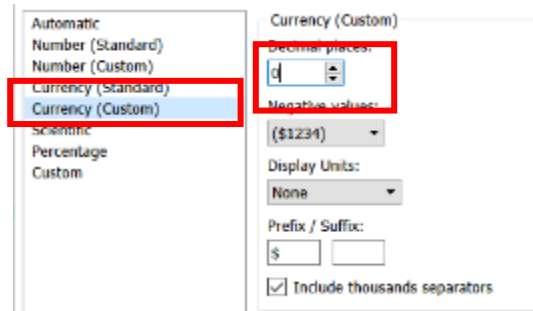 Automatic
Number (Standard)
Number (Custom)
Currency (Standard)
Currency (Custom)
Scientific
Percentage
Custom
Currency (Custom)
Decimal places:
0
Negative values:
($1234)
Display Units:
None
Prefix / Suffix:
$
Include thousands separators